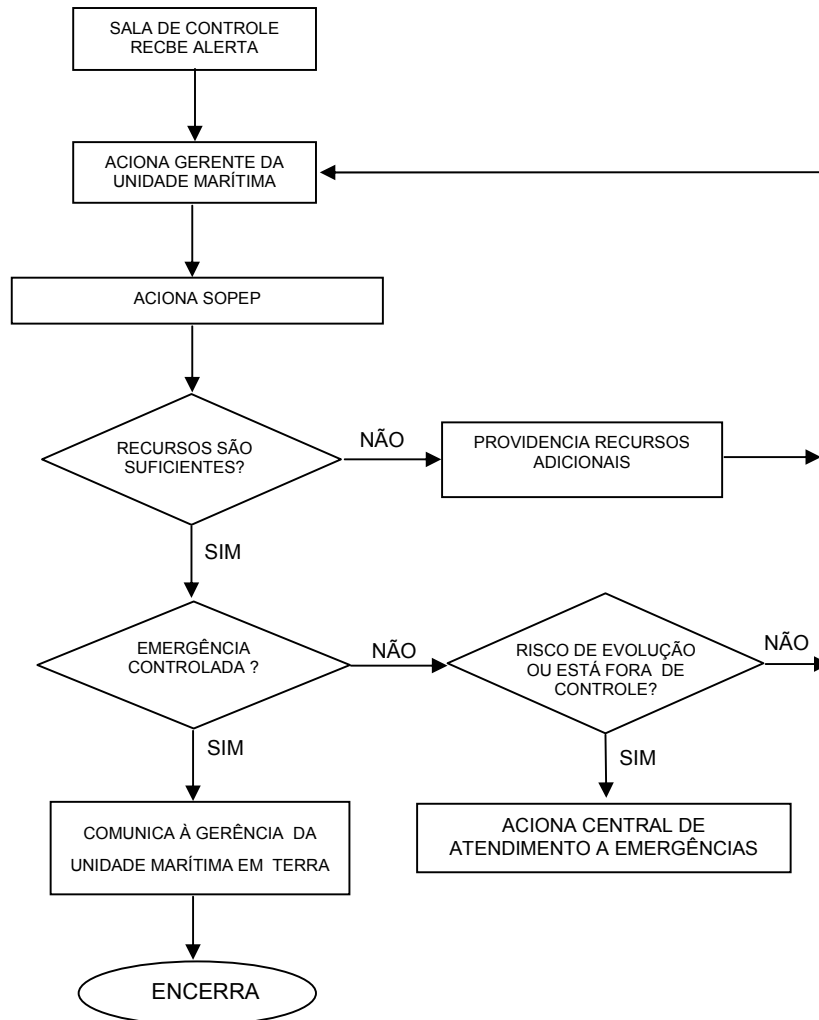 SALA DE CONTROLE
RECBE ALERTA
ACIONA GERENTE DA
UNIDADE MARÍTIMA
ACIONA SOPEP
RECURSOS SÃO
SUFICIENTES?
NÃO
PROVIDENCIA RECURSOS
ADICIONAIS
SIM
EMERGÊNCIA
CONTROLADA ?
NÃO
RISCO DE EVOLUÇÃO
OU ESTÁ FORA DE
CONTROLE?
NÃO
SIM
SIM
COMUNICA À GERÊNCIA DA
UNIDADE MARÍTIMA EM TERRA
ACIONA CENTRAL DE
ATENDIMENTO A EMERGÊNCIAS
ENCERRA